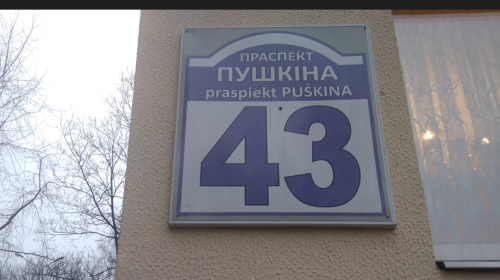 ПРАСПЕКТ
ПУШКІНА
praspiekt PUŠKINA
43